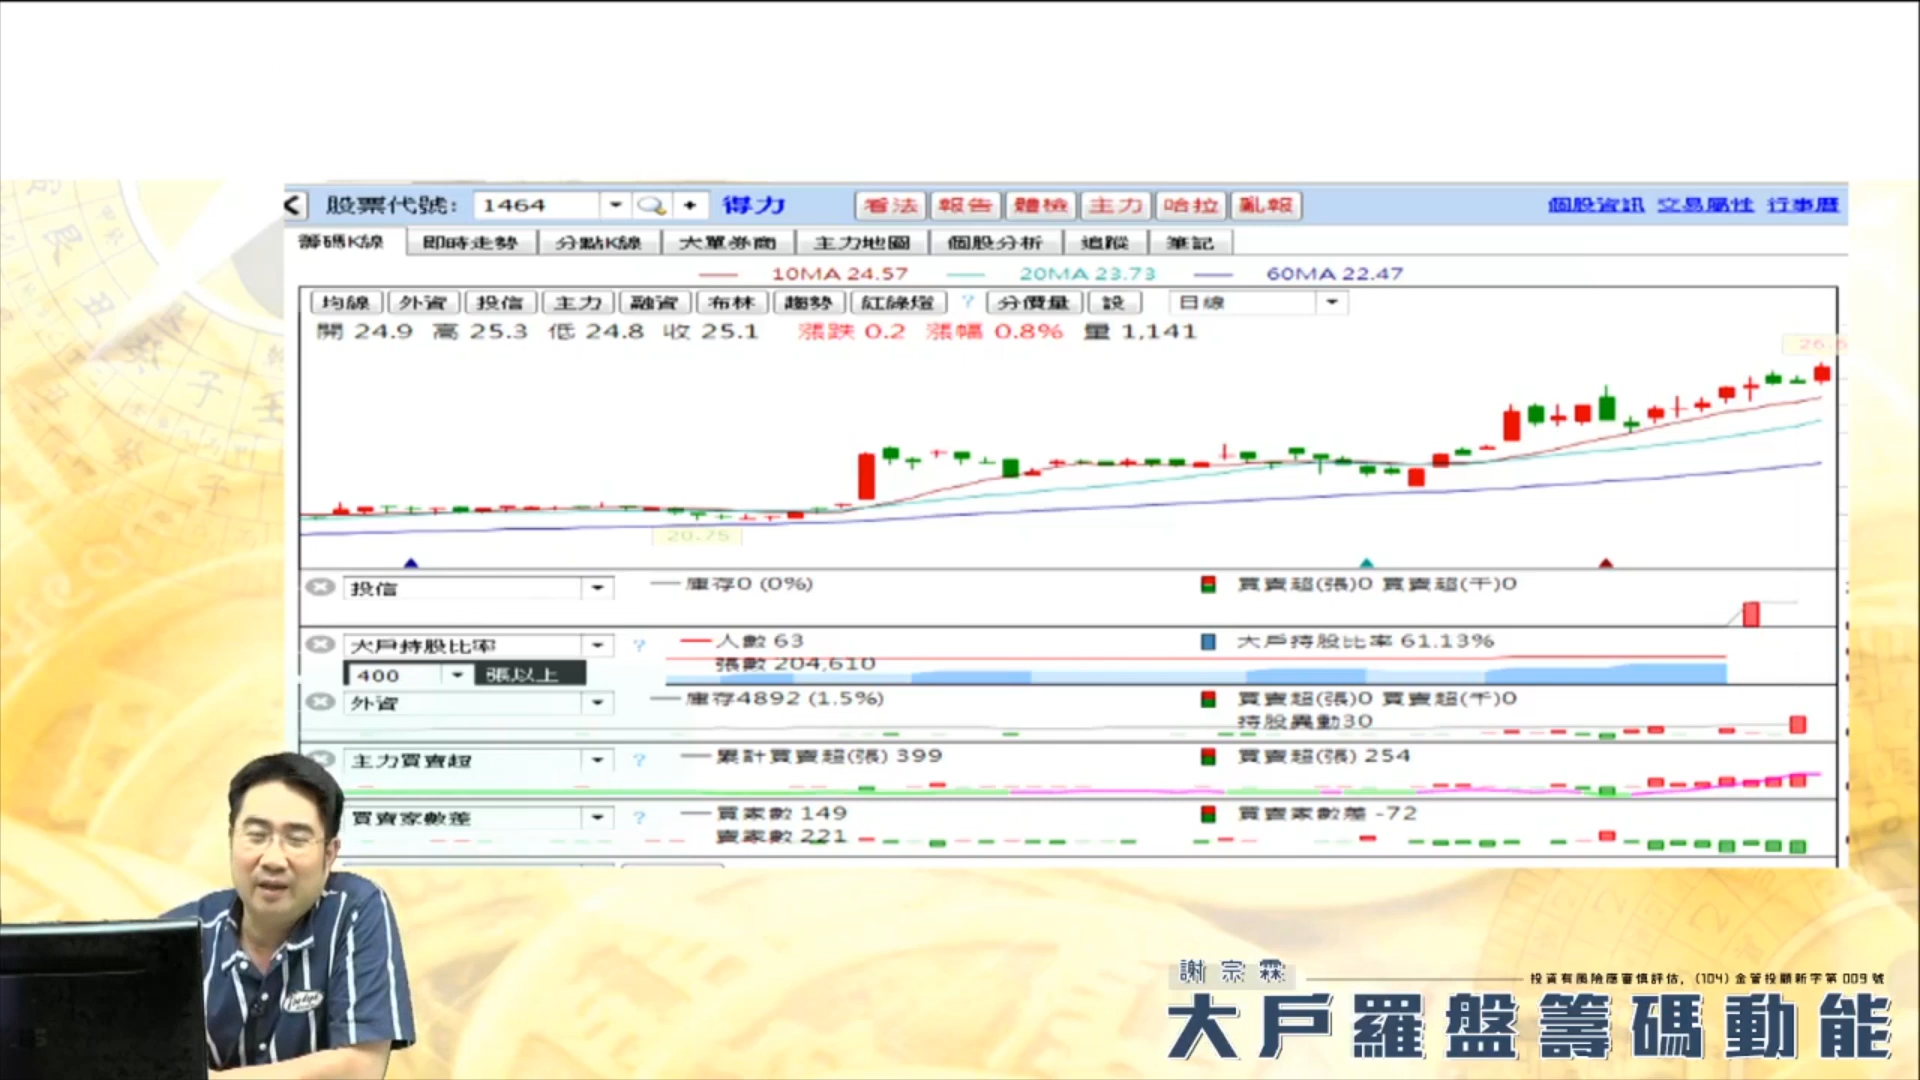 股票代號: 1464 得力 看法 報告 體檢 主力 哈拉 亂報 個股資訊 交易屬性 行事曆
籌碼K線 即時走勢 分點K線 大單券商 主力地圖 個股分析 追蹤 筆記
10MA 24.57 20MA 23.73 60MA 22.47
均線 外資 投信 主力 融資 布林 趨勢 紅綠燈 ? 分價量 設 日線
開 24.9 高 25.3 低 24.8 收 25.1 漲跌 0.2 漲幅 0.8% 量 1,141
20.75
投信 庫存0 (0%) 買賣超(張)0 買賣超(千)0
大戶持股比率 ? 人數 63 大戶持股比率 61.13%
400 張以上 張數 204,610
外資 庫存4892 (1.5%) 買賣超(張)0 買賣超(千)0
持股異動30
主力買賣超 ? 累計買賣超(張) 399 買賣超(張) 254
買賣家數差 ? 買家數 149 買賣家數差 -72
賣家數 221
謝宗霖 投資有風險應審慎評估, (104) 金管投顧新字第 009 號
大戶羅盤籌碼動能